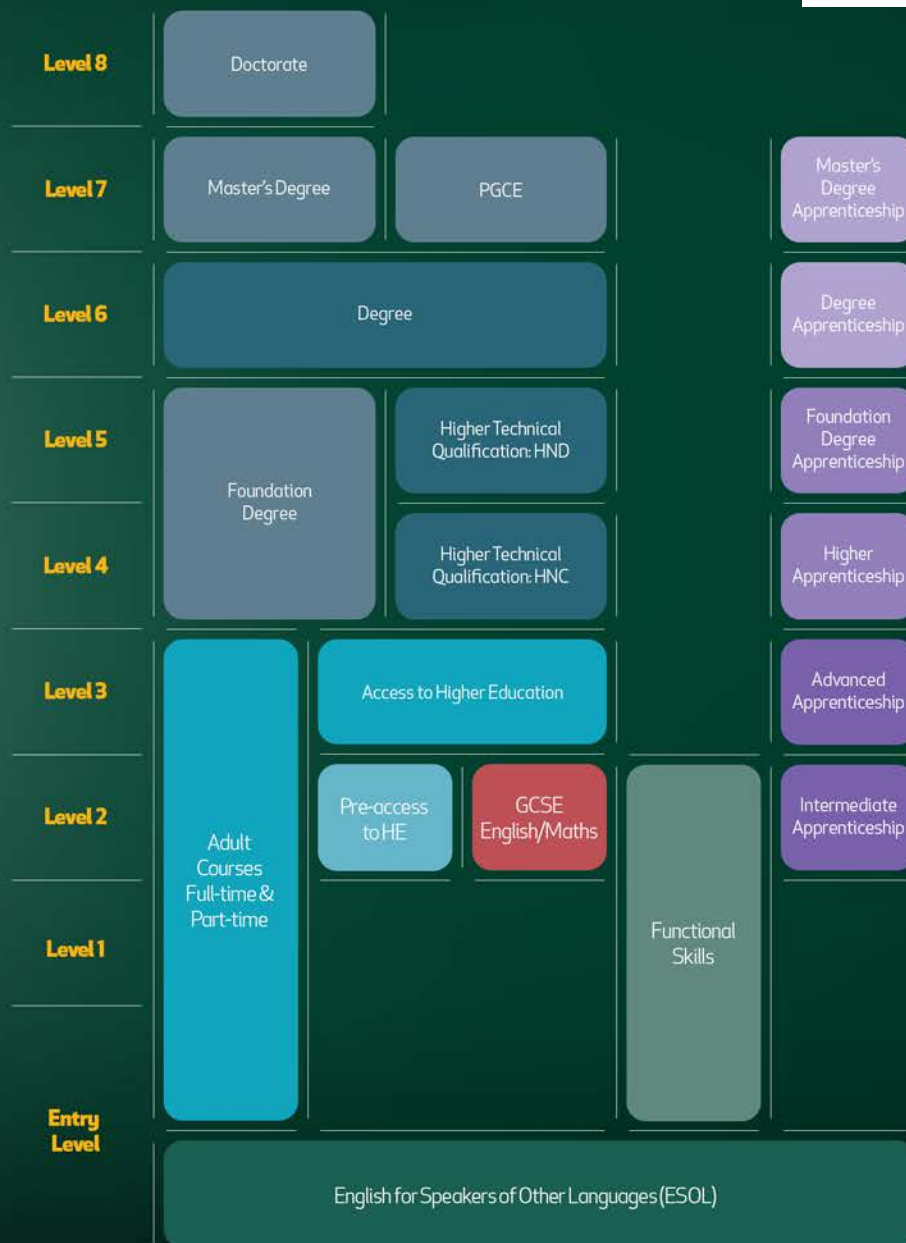 Level 8
Doctorate
Level 7
Master's Degree
PGCE
Master's
Degree
Apprenticeship
Level 6
Degree
Degree
Apprenticeship
Level 5
Higher Technical
Qualification: HND
Foundation
Degree
Apprenticeship
Foundation
Degree
Level 4
Higher Technical
Qualification: HNC
Higher
Apprenticeship
Level 3
Access to Higher Education
Advanced
Apprenticeship
Level 2
Pre-access
to HE
GCSE
English/Maths
Intermediate
Apprenticeship
Adult
Courses
Full-time &
Part-time
Level 1
Functional
Skills
Entry
Level
English for Speakers of Other Languages (ESOL)